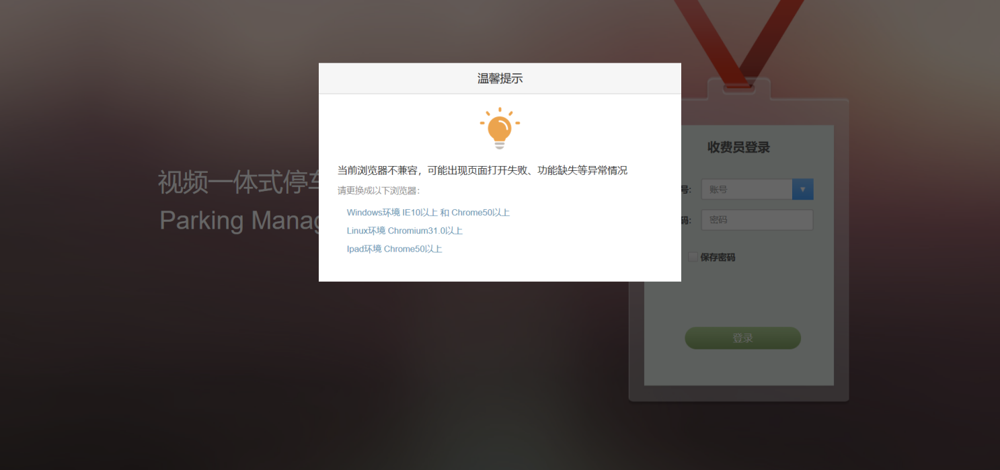 温馨提示
当前浏览器不兼容，可能出现页面打开失败、功能缺失等异常情况
请更换成以下浏览器：
Windows环境 IE10以上 和 Chrome50以上
Linux环境 Chromium31.0以上
Ipad环境 Chrome50以上
视频一体式停车
Parking Manag
收费员登录
号: 账号
码: 密码
保存密码
登录